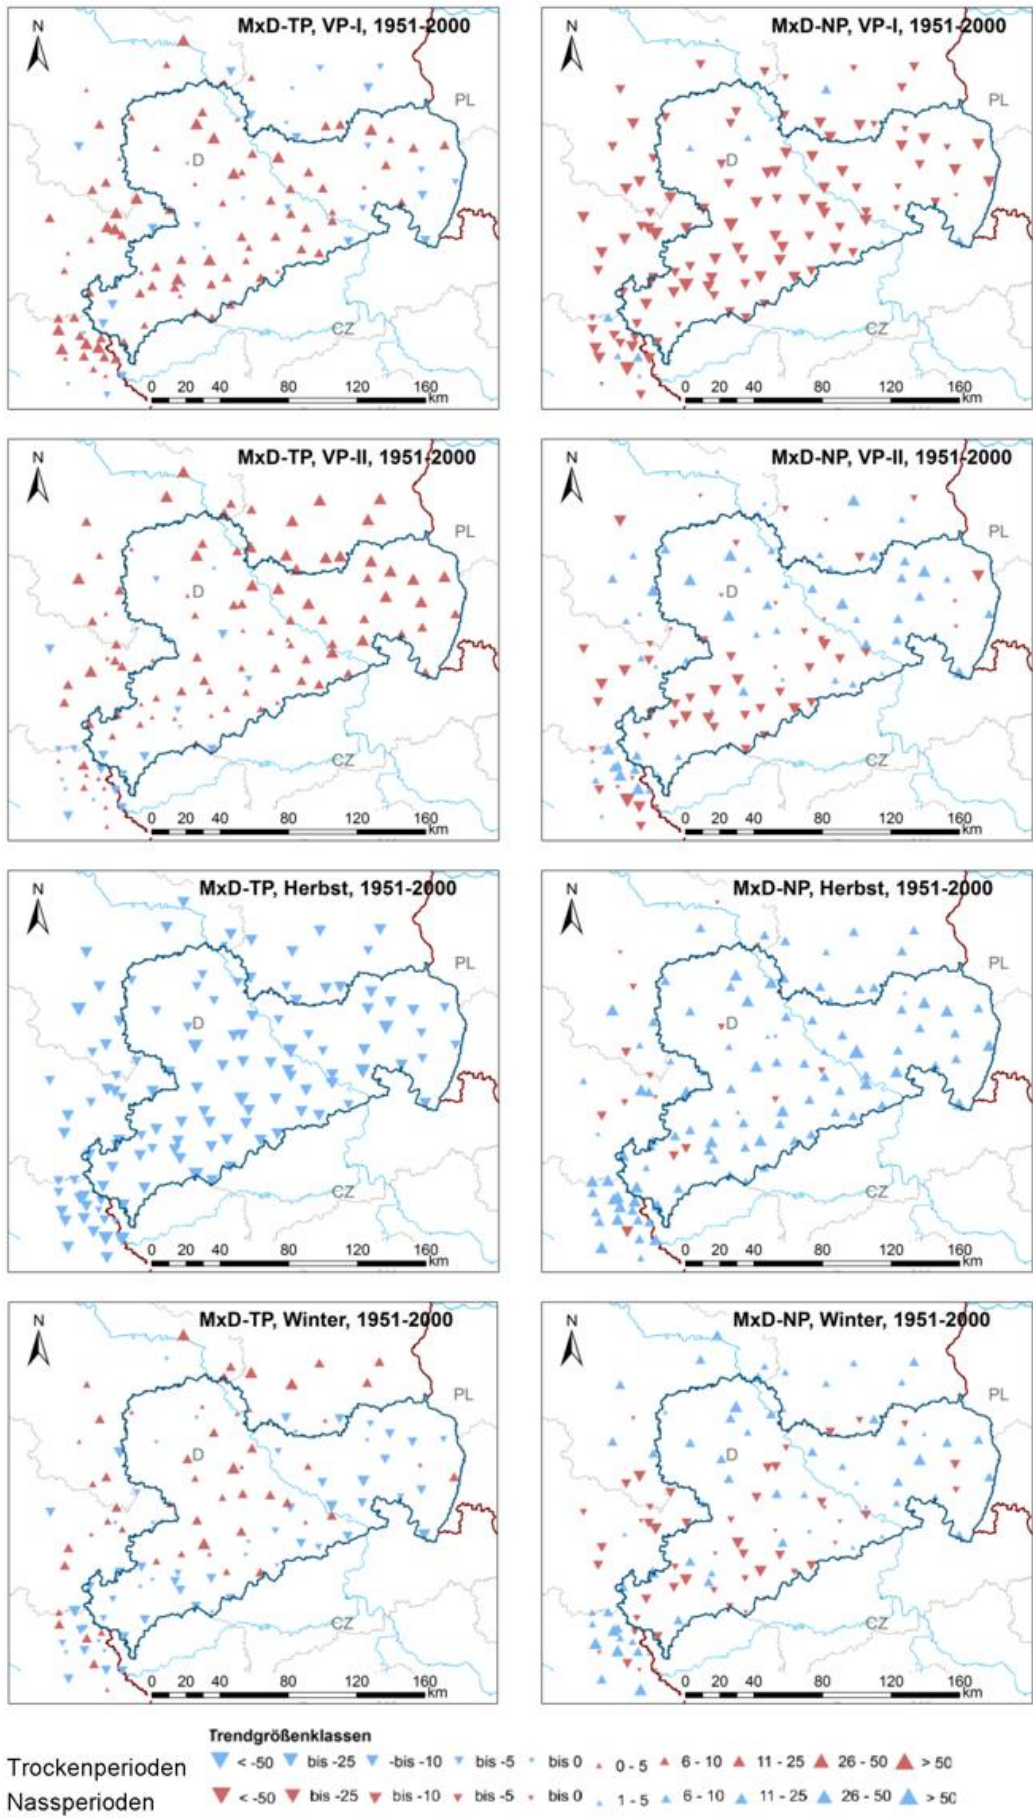 MxD-TP, VP-I, 1951-2000
N
PL
D
CZ
0 20 40 80 120 160
km
MxD-NP, VP-I, 1951-2000
N
PL
D
CZ
0 20 40 80 120 160
km
MxD-TP, VP-II, 1951-2000
N
PL
D
CZ
0 20 40 80 120 160
km
MxD-NP, VP-II, 1951-2000
N
PL
D
CZ
0 20 40 80 120 160
km
MxD-TP, Herbst, 1951-2000
N
PL
D
CZ
0 20 40 80 120 160
km
MxD-NP, Herbst, 1951-2000
N
PL
D
CZ
0 20 40 80 120 160
km
MxD-TP, Winter, 1951-2000
N
PL
D
CZ
0 20 40 80 120 160
km
MxD-NP, Winter, 1951-2000
N
PL
D
CZ
0 20 40 80 120 160
km
Trendgrößenklassen
Trockenperioden < -50 bis -25 -bis -10 bis -5 bis 0 0 - 5 6 - 10 11 - 25 26 - 50 > 50
Nassperioden < -50 bis -25 bis -10 bis -5 bis 0 1 - 5 6 - 10 11 - 25 26 - 50 > 50